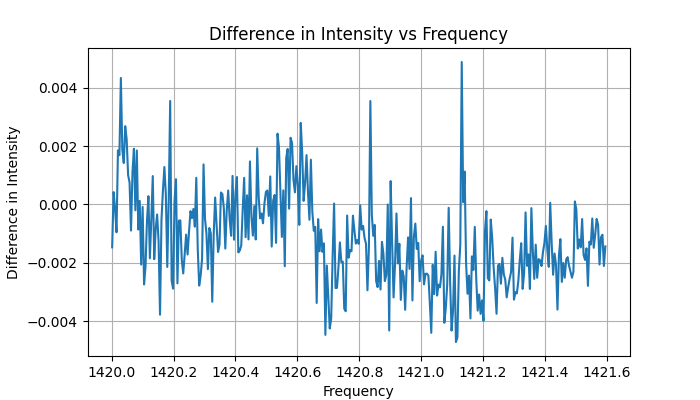 Difference in Intensity vs Frequency
Difference in Intensity
0.004
0.002
0.000
−0.002
−0.004
1420.0 1420.2 1420.4 1420.6 1420.8 1421.0 1421.2 1421.4 1421.6
Frequency